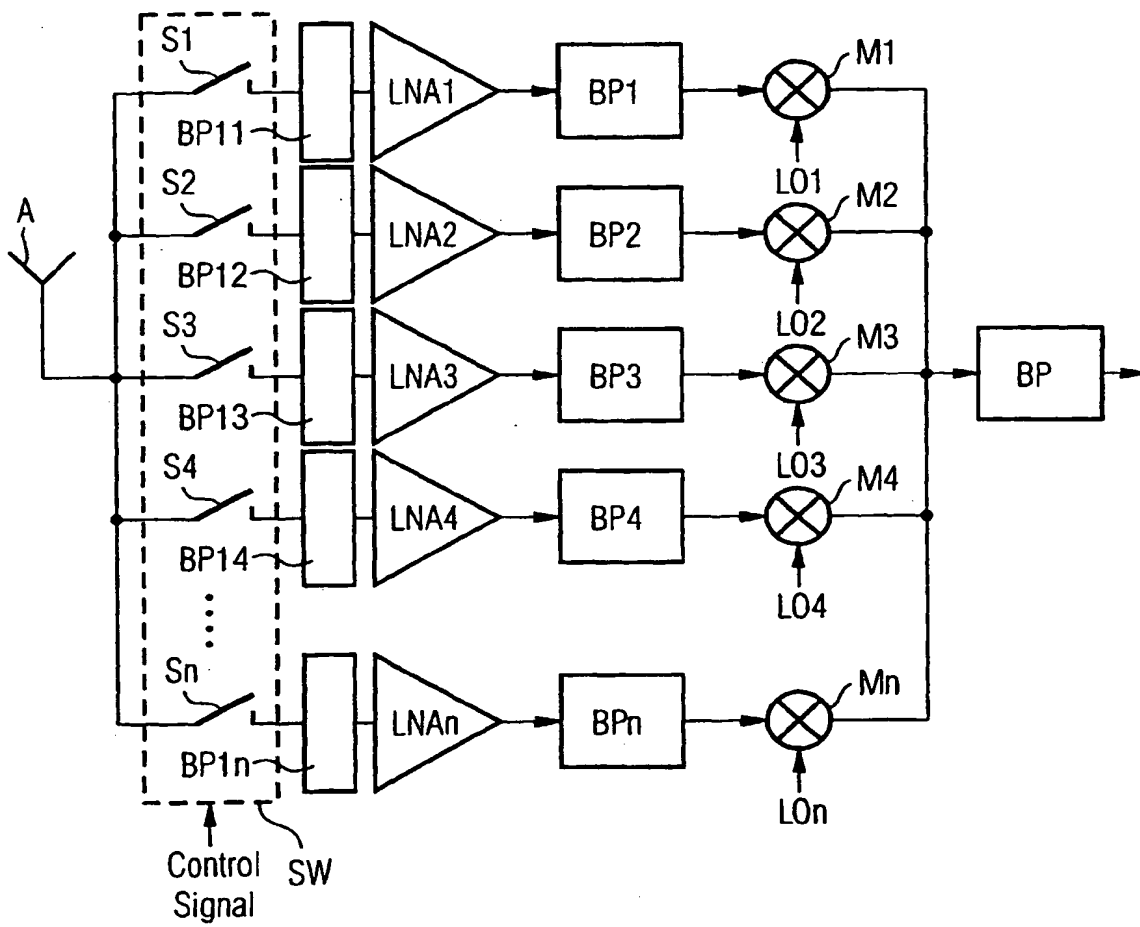 S1
BP11
LNA1
BP1
M1
LO1
A
S2
BP12
LNA2
BP2
M2
LO2
S3
BP13
LNA3
BP3
M3
LO3
BP
S4
BP14
LNA4
BP4
M4
LO4
Sn
BP1n
LNAn
BPn
Mn
LOn
Control
Signal
SW